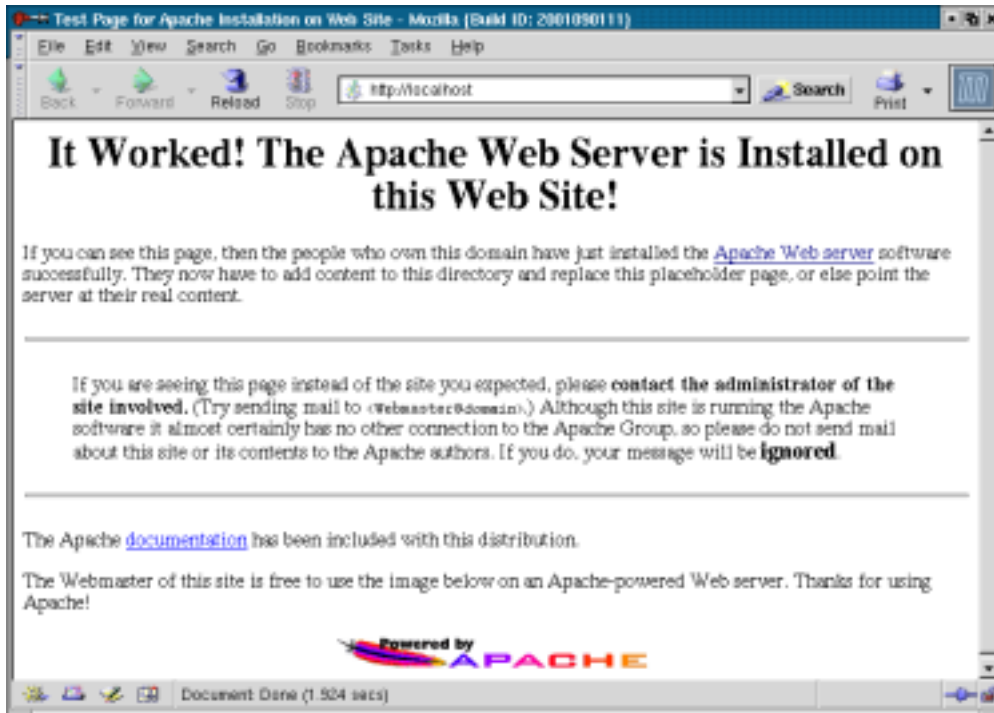 Test Page for Apache Installation on Web Site - Mozilla {Build ID: 2001090111}
File Edit View Search Go Bookmarks Tasks Help
Back Forward Reload Stop http://localhost Search Print
It Worked! The Apache Web Server is Installed on
this Web Site!
If you can see this page, then the people who own this domain have just installed the Apache Web server software
successfully. They now have to add content to this directory and replace this placeholder page, or else point the
server at their real content.
If you are seeing this page instead of the site you expected, please contact the administrator of the
site involved. (Try sending mail to <Webmaster@domain>.) Although this site is running the Apache
software it almost certainly has no other connection to the Apache Group, so please do not send mail
about this site or its contents to the Apache authors. If you do, your message will be ignored.
The Apache documentation has been included with this distribution.
The Webmaster of this site is free to use the image below on an Apache-powered Web server. Thanks for using
Apache!
Powered by
APACHE
Document: Done (1.924 secs)